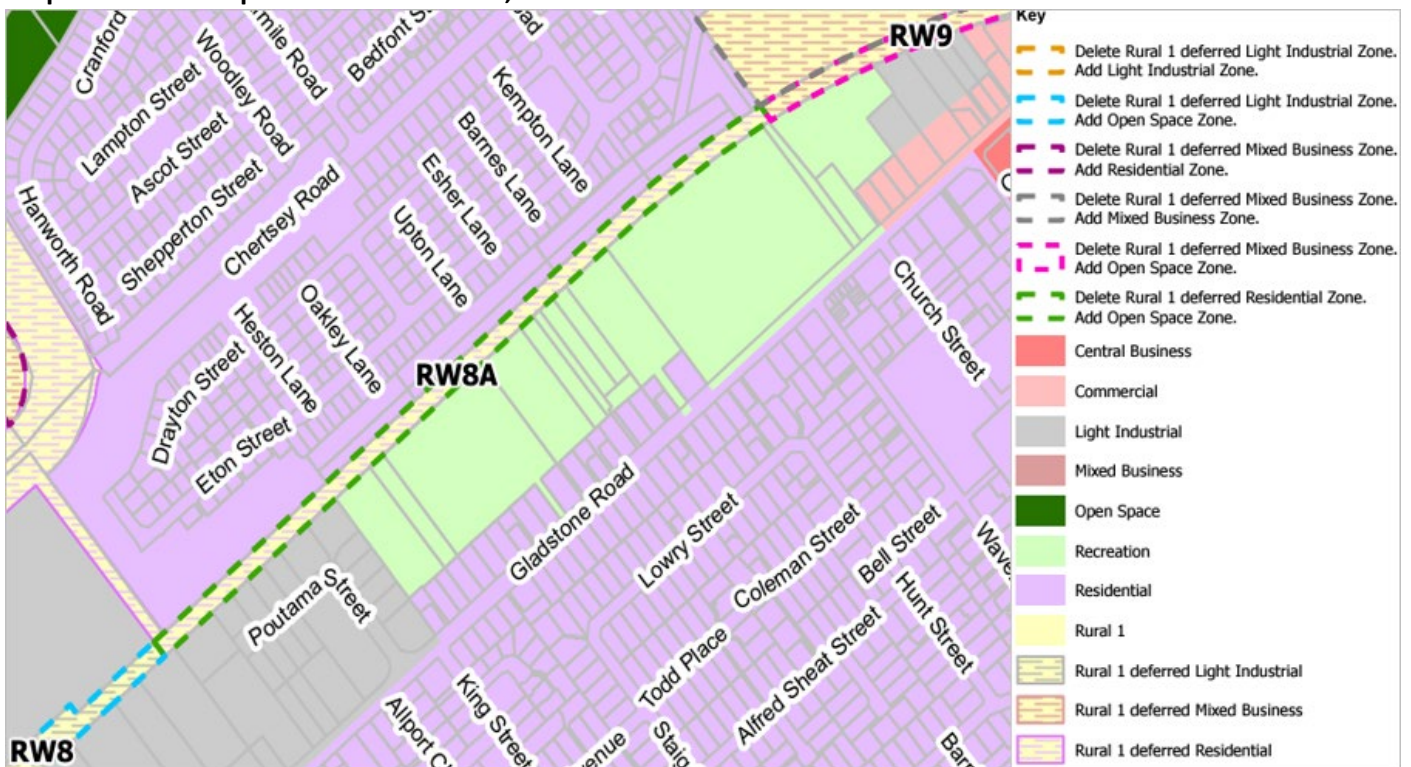 Cranford
Woodley Road
Bedfont
RW9
Lampton Street
Kempton Lane
Ascot Street
Barnes Lane
Shepperton Street
Esher Lane
Hanworth Road
Chertsey Road
Upton Lane
Church Street
Oakley Lane
Heston Lane
RW8A
Drayton Street
Eton Street
Gladstone Road
Lowry Street
Coleman Street
Bell Street
Poutama Street
Hunt Street
Todd Place
Alfred Sheat Street
King Street
Allport
RW8
Key
Delete Rural 1 deferred Light Industrial Zone.
Add Light Industrial Zone.
Delete Rural 1 deferred Light Industrial Zone.
Add Open Space Zone.
Delete Rural 1 deferred Mixed Business Zone.
Add Residential Zone.
Delete Rural 1 deferred Mixed Business Zone.
Add Mixed Business Zone.
Delete Rural 1 deferred Mixed Business Zone.
Add Open Space Zone.
Delete Rural 1 deferred Residential Zone.
Add Open Space Zone.
Central Business
Commercial
Light Industrial
Mixed Business
Open Space
Recreation
Residential
Rural 1
Rural 1 deferred Light Industrial
Rural 1 deferred Mixed Business
Rural 1 deferred Residential